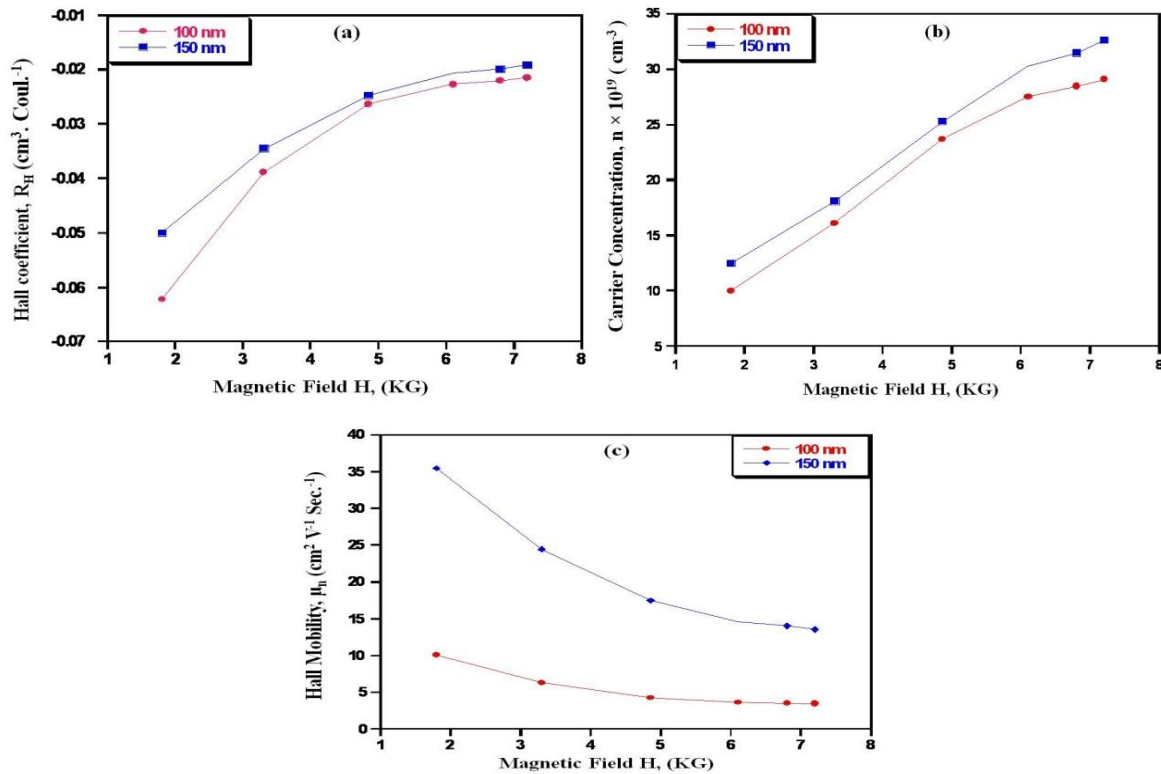 (a)
100 nm
150 nm
Hall coefficient, R_H (cm³. Coul.⁻¹)
-0.01
-0.02
-0.03
-0.04
-0.05
-0.06
-0.07
1 2 3 4 5 6 7 8
Magnetic Field H, (KG)
(b)
100 nm
150 nm
Carrier Concentration, n × 10¹⁹ ( cm⁻³)
35
30
25
20
15
10
5
1 2 3 4 5 6 7 8
Magnetic Field H, (KG)
(c)
100 nm
150 nm
Hall Mobility, μₙ (cm² V⁻¹ Sec.⁻¹)
40
35
30
25
20
15
10
5
0
1 2 3 4 5 6 7 8
Magnetic Field H, (KG)